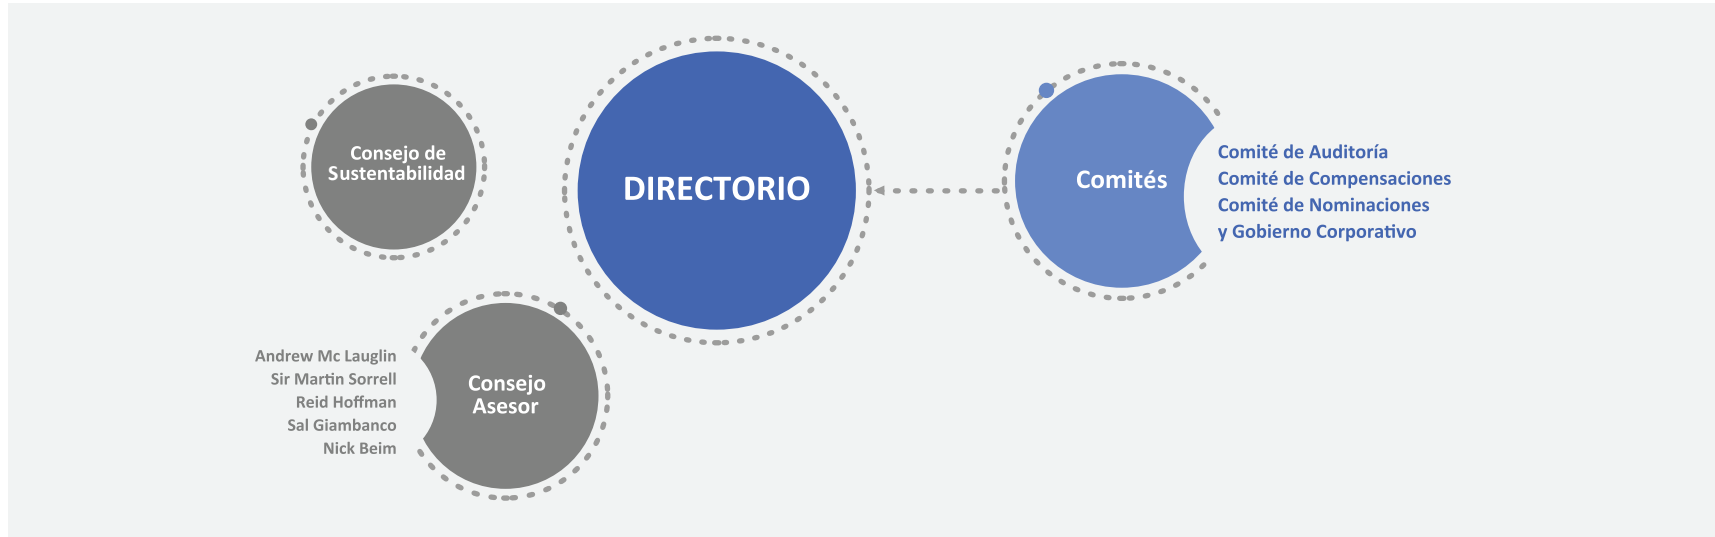 Consejo de
Sustentabilidad
DIRECTORIO
Comités
Comité de Auditoría
Comité de Compensaciones
Comité de Nominaciones
y Gobierno Corporativo
Andrew Mc Lauglin
Sir Martin Sorrell
Reid Hoffman
Sal Giambanco
Nick Beim
Consejo
Asesor